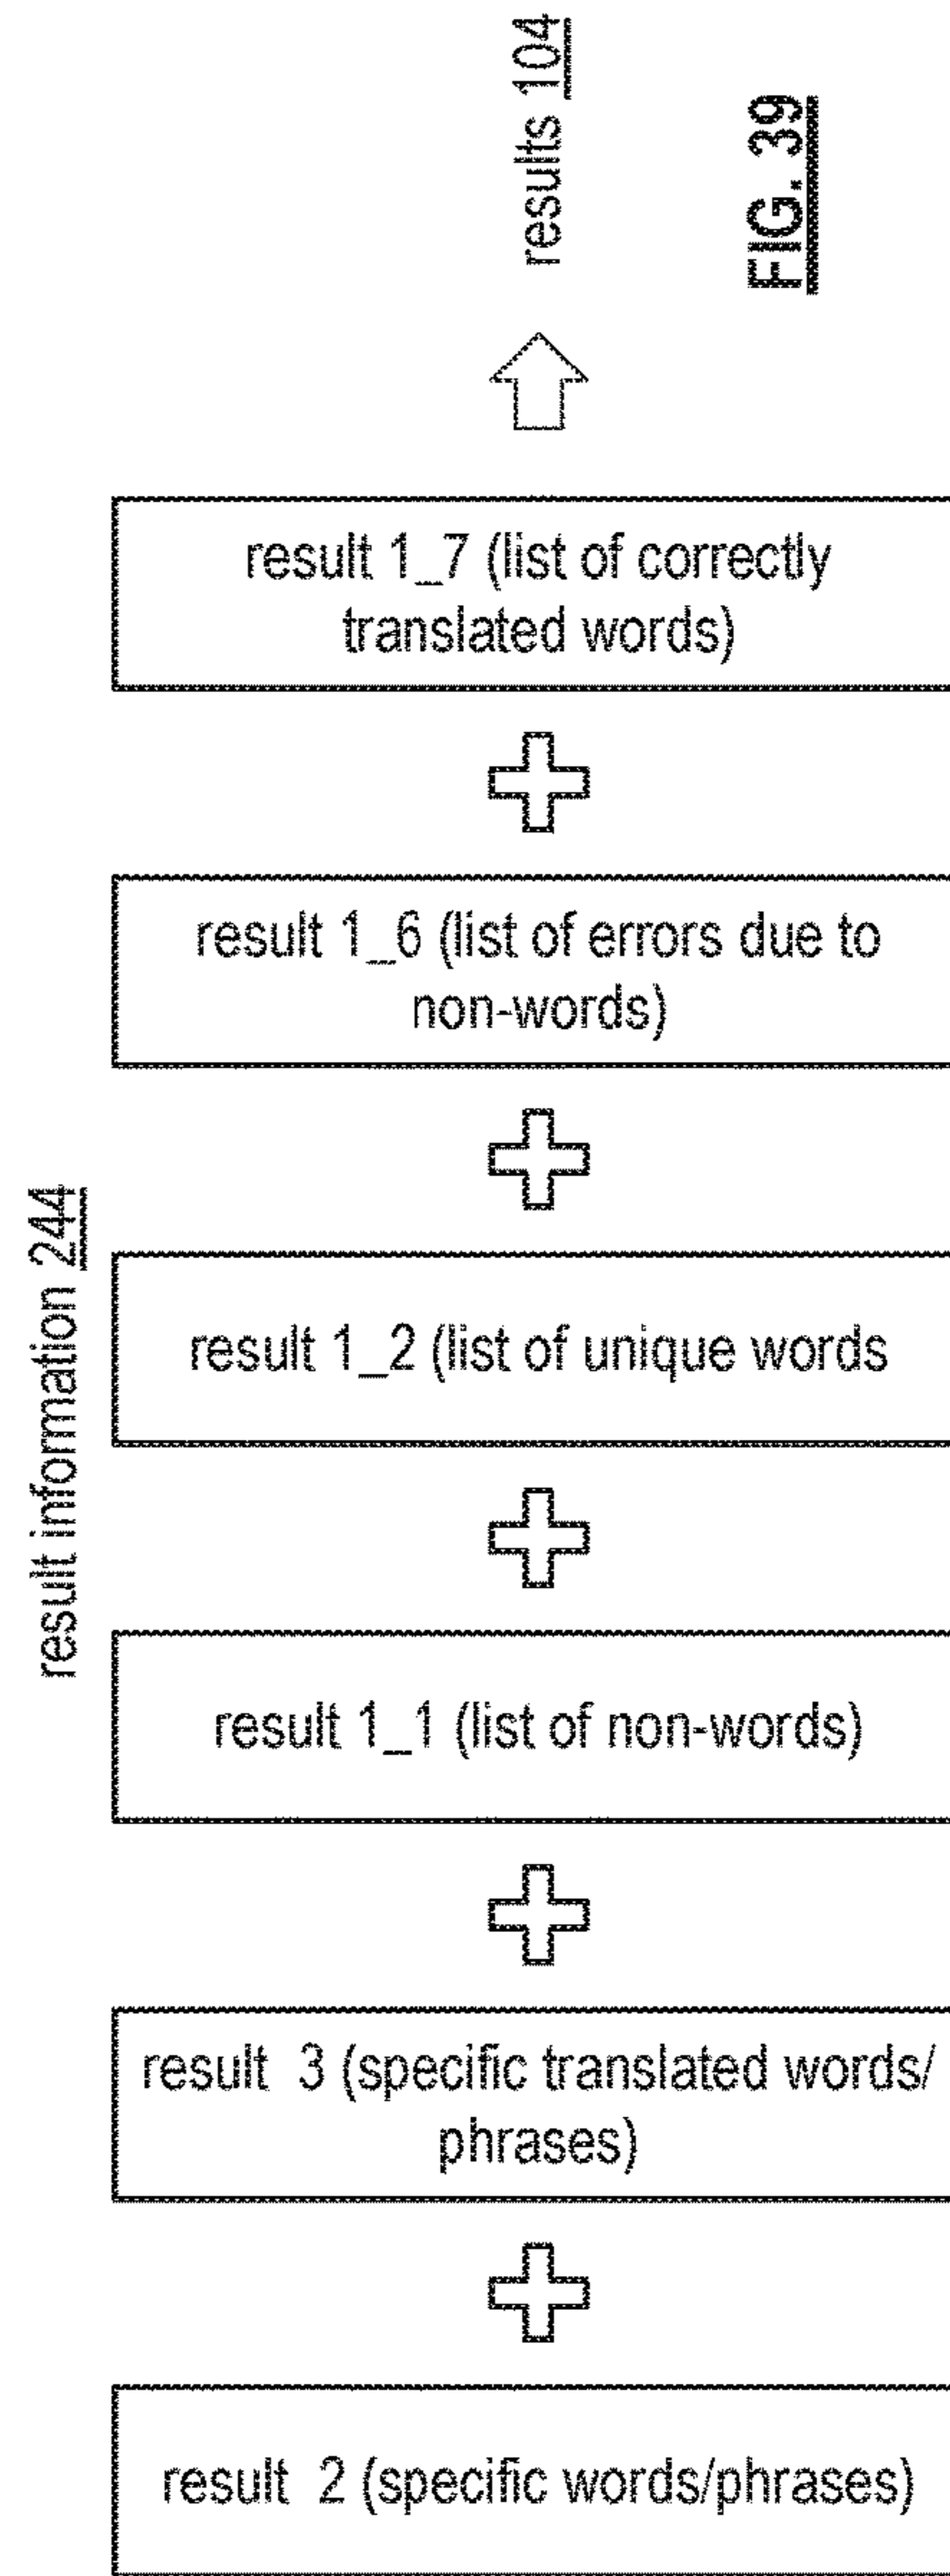 results 104
FIG. 39
result 1_7 (list of correctly
translated words)
result 1_6 (list of errors due to
non-words)
result information 244
result 1_2 (list of unique words
result 1_1 (list of non-words)
result 3 (specific translated words/
phrases)
result 2 (specific words/phrases)